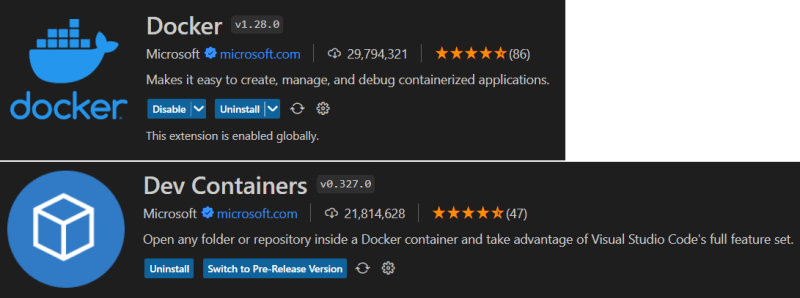 Docker v1.28.0
Microsoft microsoft.com 29,794,321 (86)
Makes it easy to create, manage, and debug containerized applications.
docker
Disable Uninstall
This extension is enabled globally.
Dev Containers v0.327.0
Microsoft microsoft.com 21,814,628 (47)
Open any folder or repository inside a Docker container and take advantage of Visual Studio Code's full feature set.
Uninstall Switch to Pre-Release Version